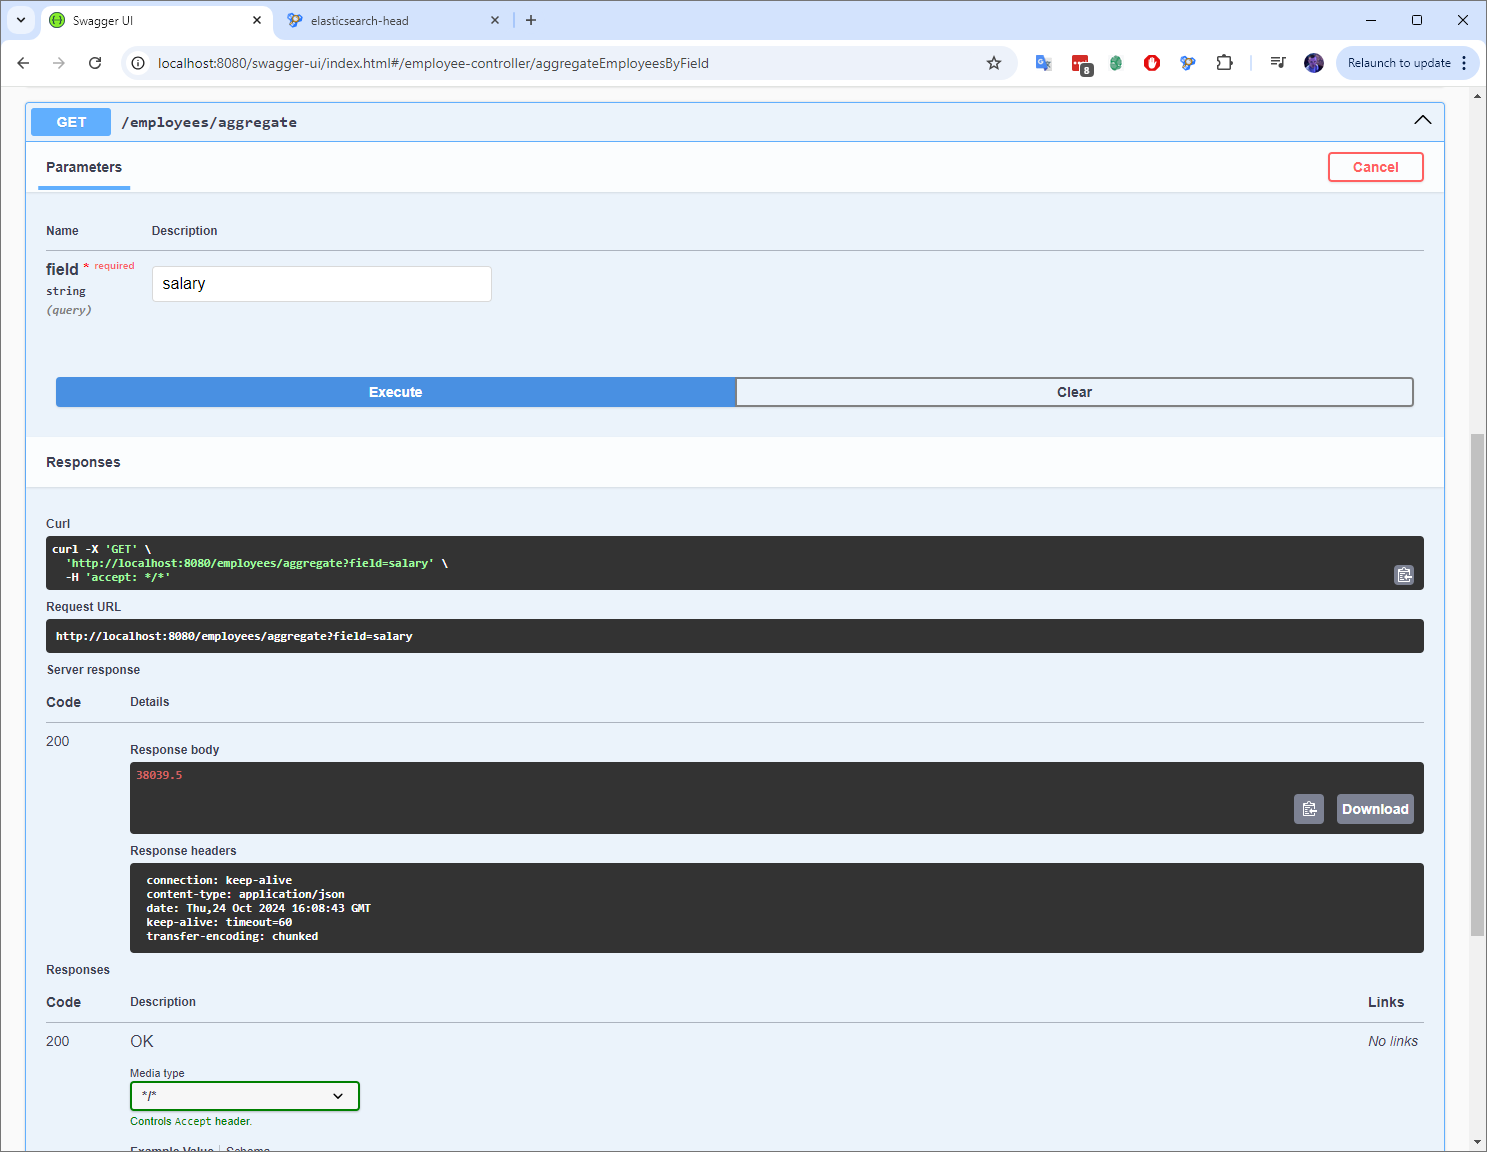 Swagger UI
elasticsearch-head
localhost:8080/swagger-ui/index.html#/employee-controller/aggregateEmployeesByField
8
Relaunch to update
GET /employees/aggregate
Parameters
Cancel
Name Description
field * required
string
(query)
salary
Execute
Clear
Responses
Curl
curl -X 'GET' \
'http://localhost:8080/employees/aggregate?field=salary' \
-H 'accept: */*'
Request URL
http://localhost:8080/employees/aggregate?field=salary
Server response
Code Details
200
Response body
38039.5
Download
Response headers
connection: keep-alive
content-type: application/json
date: Thu,24 Oct 2024 16:08:43 GMT
keep-alive: timeout=60
transfer-encoding: chunked
Responses
Code Description Links
200 OK No links
Media type
*/*
Controls Accept header.
Example Value Schema